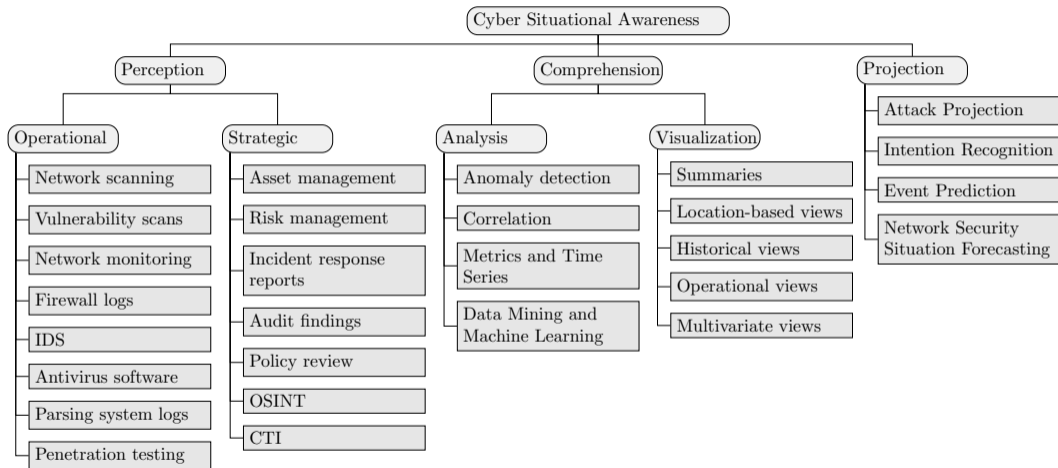 Cyber Situational Awareness
Perception
Comprehension
Projection
Operational
Network scanning
Vulnerability scans
Network monitoring
Firewall logs
IDS
Antivirus software
Parsing system logs
Penetration testing
Strategic
Asset management
Risk management
Incident response
reports
Audit findings
Policy review
OSINT
CTI
Analysis
Anomaly detection
Correlation
Metrics and Time
Series
Data Mining and
Machine Learning
Visualization
Summaries
Location-based views
Historical views
Operational views
Multivariate views
Attack Projection
Intention Recognition
Event Prediction
Network Security
Situation Forecasting